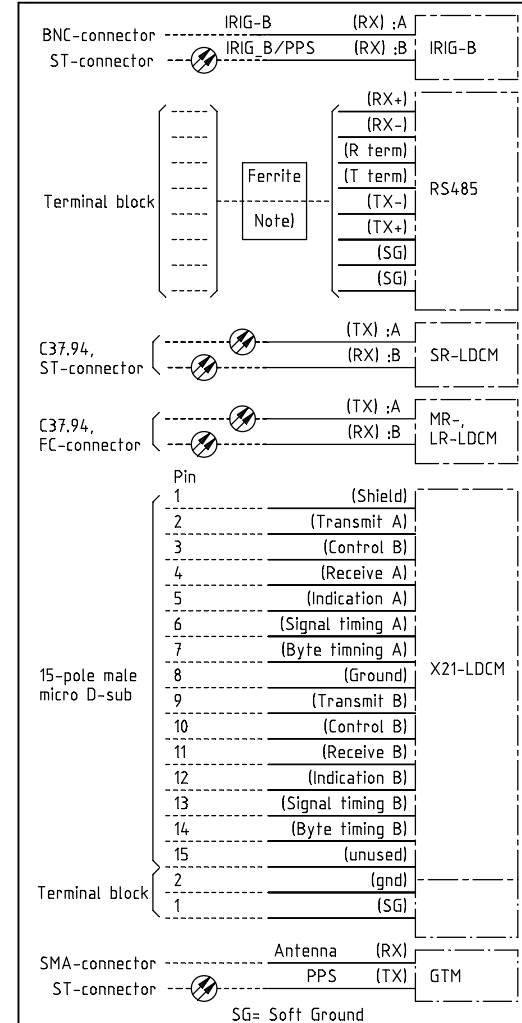 BNC-connector IRIG-B (RX) :A
ST-connector IRIG_B/PPS (RX) :B IRIG-B
(RX+)
(RX-)
(R term)
Ferrite (T term) RS485
Terminal block (TX-)
Note) (TX+)
(SG)
(SG)
(TX) :A
C37.94, (RX) :B SR-LDCM
ST-connector
(TX) :A MR-,
C37.94, (RX) :B LR-LDCM
FC-connector
Pin
1 (Shield)
2 (Transmit A)
3 (Control B)
4 (Receive A)
5 (Indication A)
6 (Signal timing A)
7 (Byte timning A)
15-pole male 8 (Ground) X21-LDCM
micro D-sub 9 (Transmit B)
10 (Control B)
11 (Receive B)
12 (Indication B)
13 (Signal timing B)
14 (Byte timing B)
15 (unused)
Terminal block 2 (gnd)
1 (SG)
SMA-connector Antenna (RX)
ST-connector PPS (TX) GTM
SG= Soft Ground